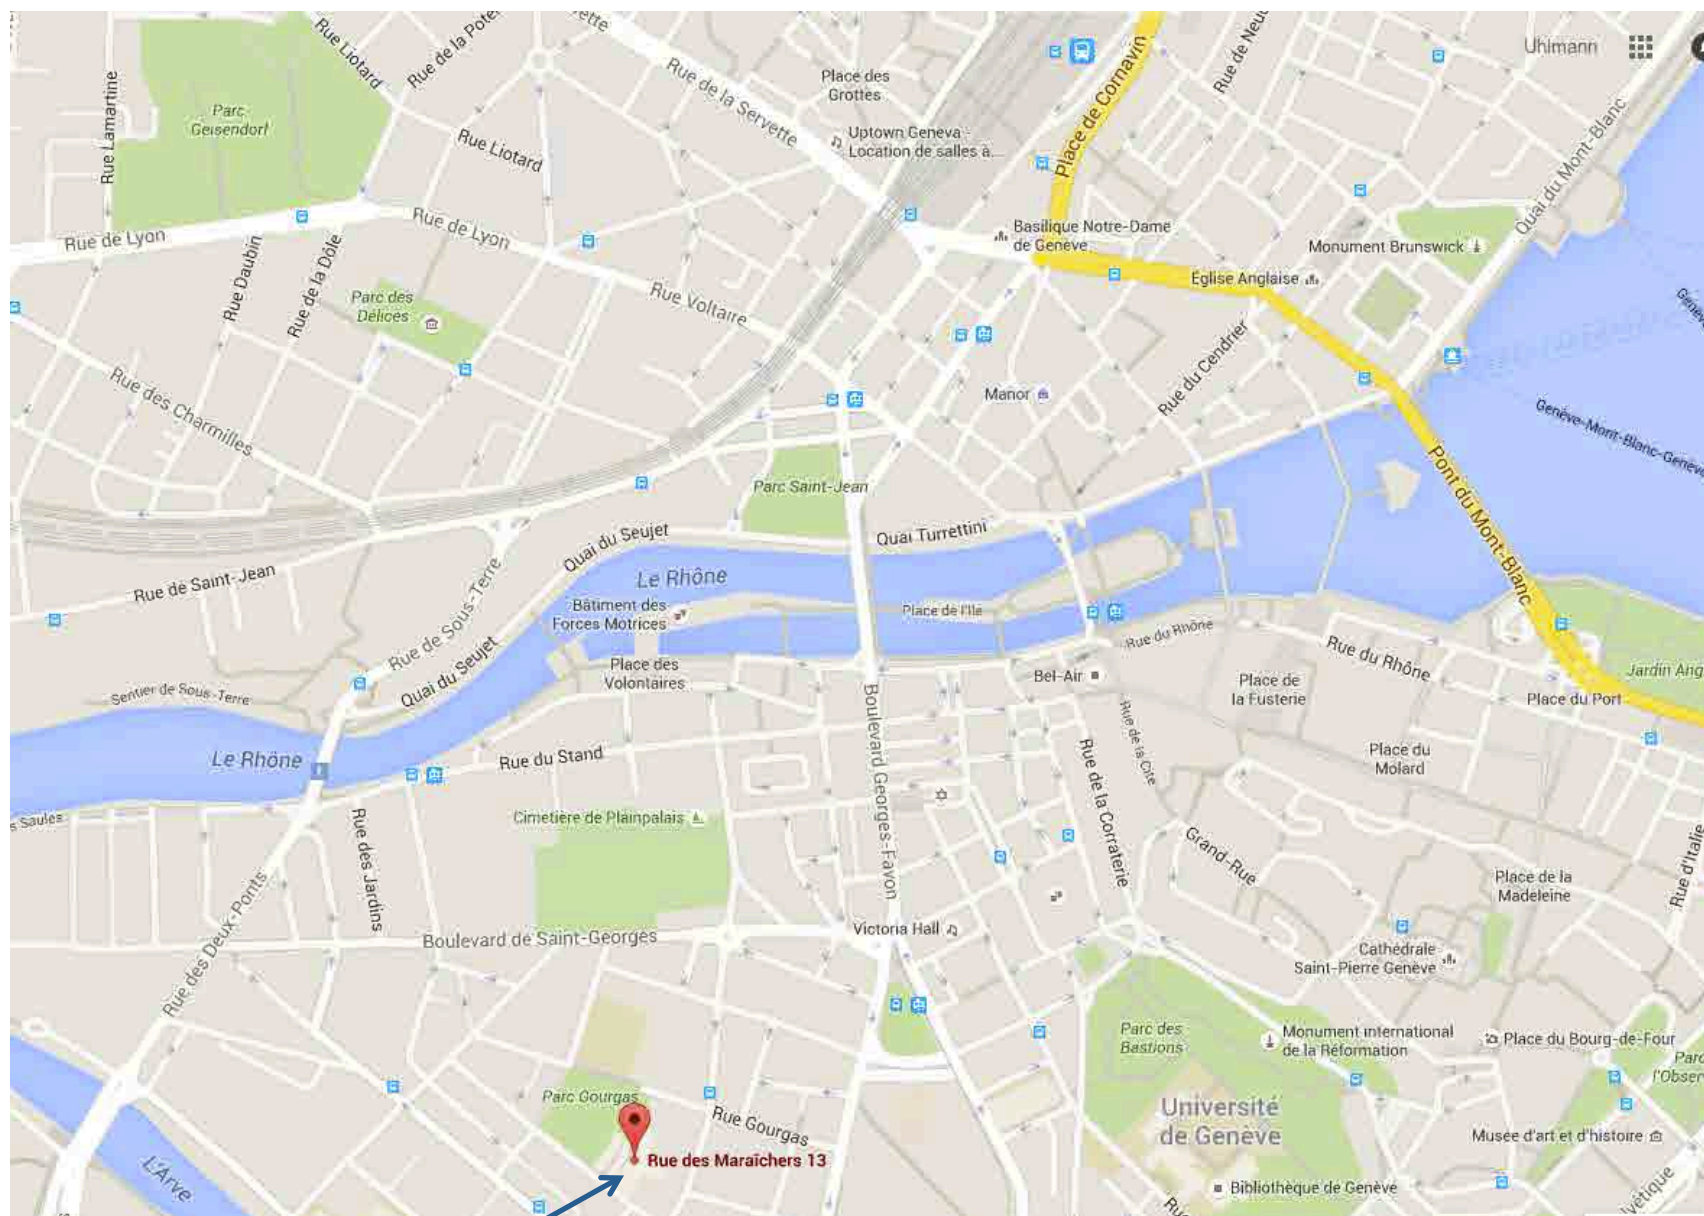 Rue Liotard
Rue de la Servette
Place des
Grottes
Place de Cornavin
Uhlmann
Rue Lamartine
Parc
Geisendorf
Rue Liotard
Uptown Geneva -
Location de salles à...
Quai du Mont-Blanc
Rue de Lyon
Rue de Lyon
Rue Daubin
Rue de la Dôle
Basilique Notre-Dame
de Genève
Monument Brunswick
Église Anglaise
Parc des
Délices
Rue Voltaire
Rue du Cendrier
Manor
Rue des Charmilles
Genève-Mont-Blanc-Genève
Pont du Mont-Blanc
Parc Saint-Jean
Quai du Seujet
Quai Turrettini
Rue de Saint-Jean
Le Rhône
Rue de Sous-Terre
Bâtiment des
Forces Motrices
Place de l'Ile
Rue du Rhône
Rue du Rhône
Quai du Seujet
Place des
Volontaires
Bel-Air
Place de
la Fusterie
Jardin Ang
Sentier de Sous-Terre
Place du Port
Le Rhône
Rue du Stand
Boulevard Georges-Favon
Rue de la Cité
Rue de la Corraterie
Place du
Molard
s Saules
Cimetière de Plainpalais
Rue des Jardins
Grand-Rue
Rue d'Italie
Place de la
Madeleine
Rue des Deux-Ponts
Boulevard de Saint-Georges
Victoria Hall
Cathédrale
Saint-Pierre Genève
Parc des
Bastions
Monument international
de la Réformation
Place du Bourg-de-Four
Parc
l'Obser
Parc Gourgas
Rue Gourgas
Université
de Genève
Musée d'art et d'histoire
L'Arve
Rue des Maraîchers 13
Bibliothèque de Genève
lvétique